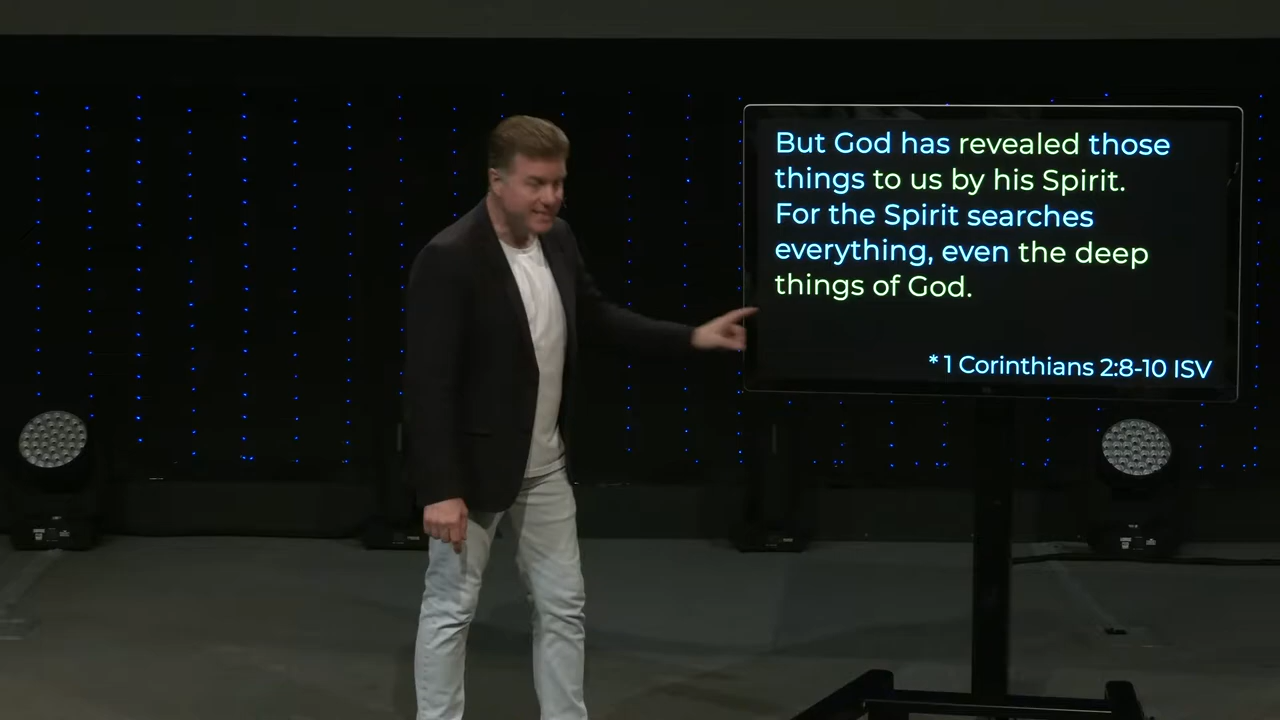 But God has revealed those
things to us by his Spirit.
For the Spirit searches
everything, even the deep
things of God.
* 1 Corinthians 2:8-10 ISV